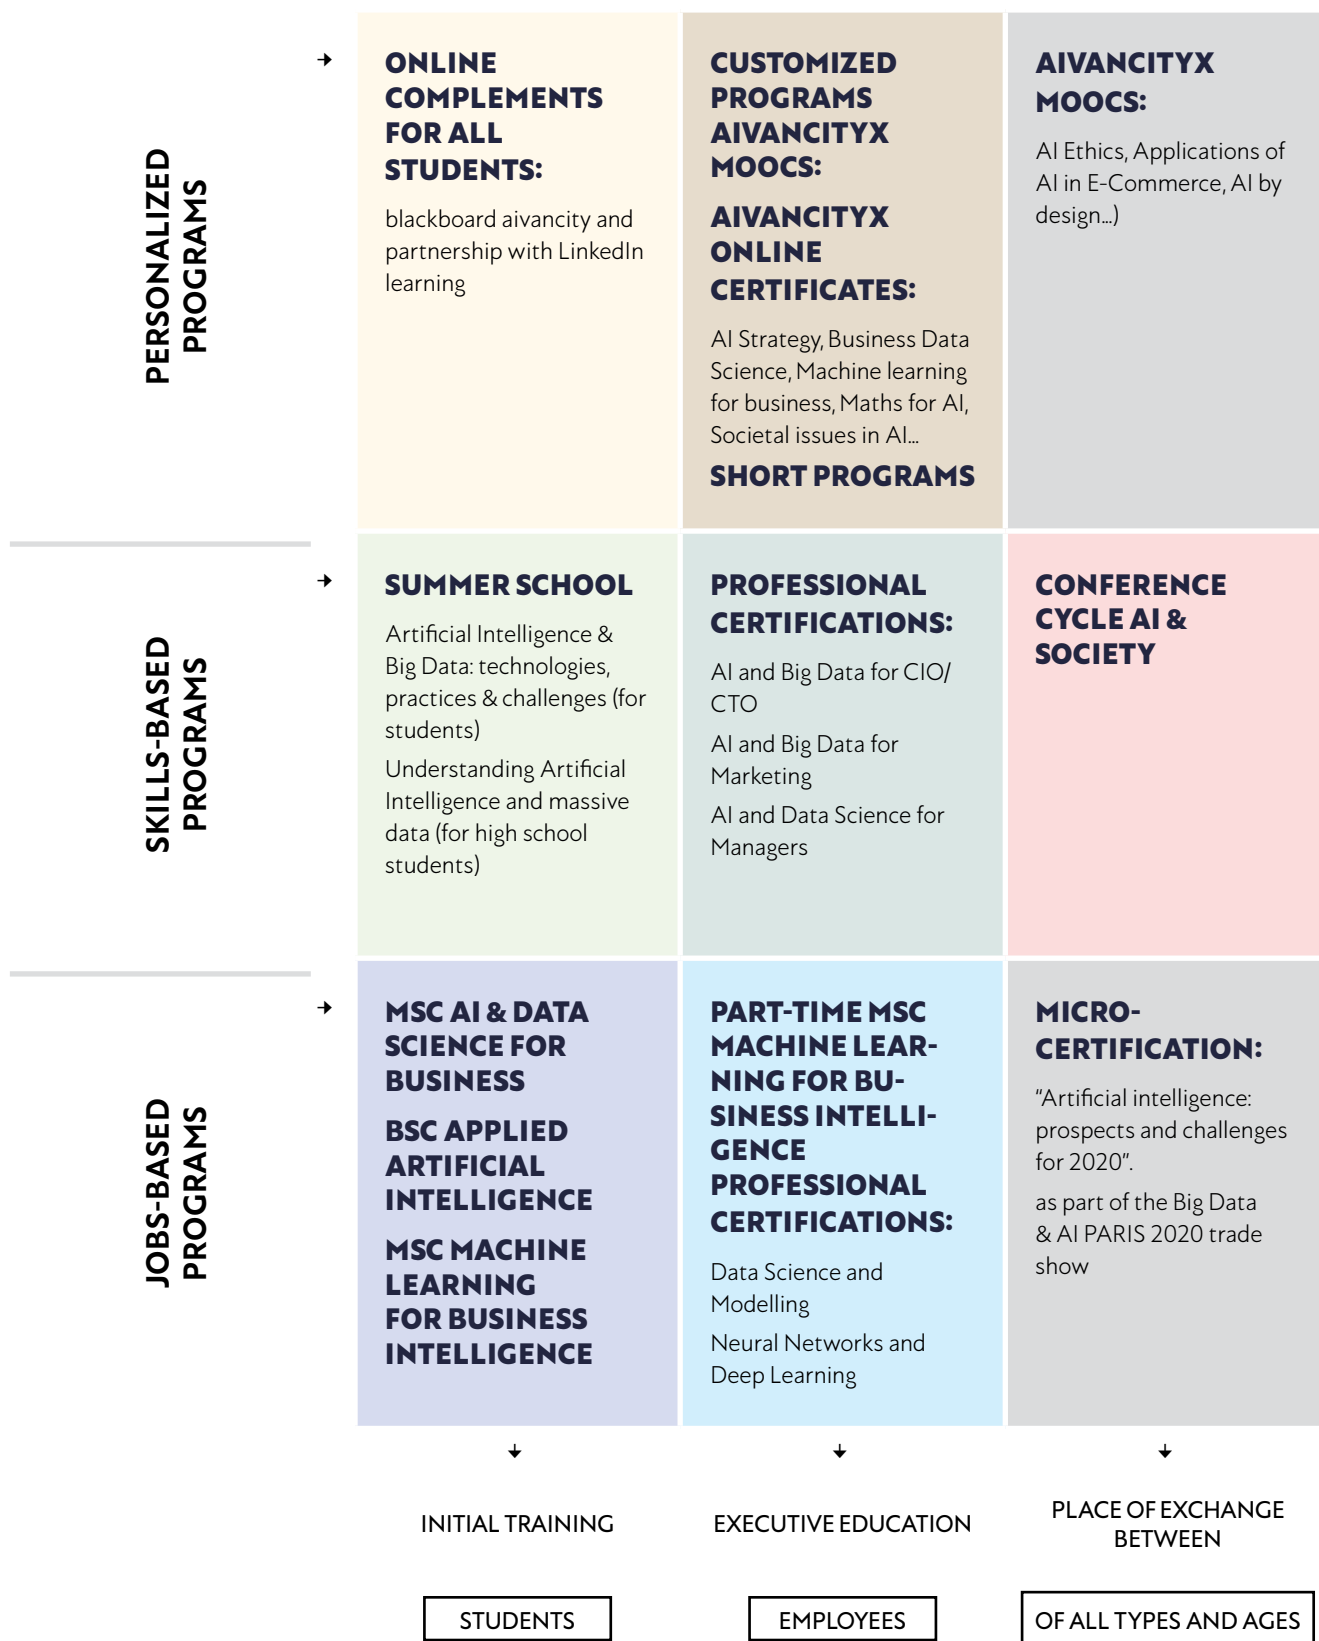 PERSONALIZED
PROGRAMS
ONLINE
COMPLEMENTS
FOR ALL
STUDENTS:
blackboard aivancity and
partnership with LinkedIn
learning
CUSTOMIZED
PROGRAMS
AIVANCITYX
MOOCS:
AIVANCITYX
ONLINE
CERTIFICATES:
AI Strategy, Business Data
Science, Machine learning
for business, Maths for AI,
Societal issues in AI...
SHORT PROGRAMS
AIVANCITYX
MOOCS:
AI Ethics, Applications of
AI in E-Commerce, AI by
design...)
SKILLS-BASED
PROGRAMS
SUMMER SCHOOL
Artificial Intelligence &
Big Data: technologies,
practices & challenges (for
students)
Understanding Artificial
Intelligence and massive
data (for high school
students)
PROFESSIONAL
CERTIFICATIONS:
AI and Big Data for CIO/
CTO
AI and Big Data for
Marketing
AI and Data Science for
Managers
CONFERENCE
CYCLE AI &
SOCIETY
JOBS-BASED
PROGRAMS
MSC AI & DATA
SCIENCE FOR
BUSINESS
BSC APPLIED
ARTIFICIAL
INTELLIGENCE
MSC MACHINE
LEARNING
FOR BUSINESS
INTELLIGENCE
PART-TIME MSC
MACHINE LEAR-
NING FOR BU-
SINESS INTELLI-
GENCE
PROFESSIONAL
CERTIFICATIONS:
Data Science and
Modelling
Neural Networks and
Deep Learning
MICRO-
CERTIFICATION:
"Artificial intelligence:
prospects and challenges
for 2020".
as part of the Big Data
& AI PARIS 2020 trade
show
INITIAL TRAINING
STUDENTS
EXECUTIVE EDUCATION
EMPLOYEES
PLACE OF EXCHANGE
BETWEEN
OF ALL TYPES AND AGES